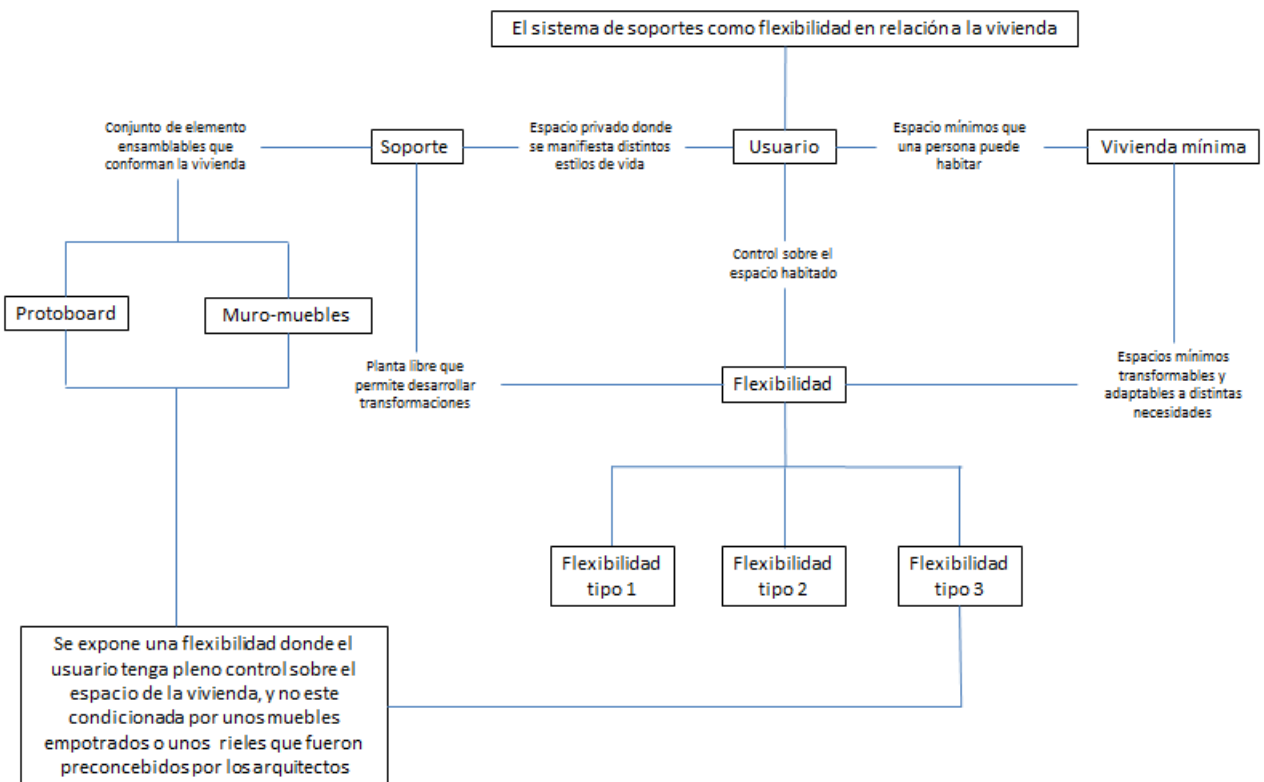 El sistema de soportes como flexibilidad en relación a la vivienda
Conjunto de elemento
ensamblables que
conforman la vivienda
Soporte
Espacio privado donde
se manifiesta distintos
estilos de vida
Usuario
Espacio mínimos que
una persona puede
habitar
Vivienda mínima
Control sobre el
espacio habitado
Protoboard
Muro-muebles
Planta libre que
permite desarrollar
transformaciones
Flexibilidad
Espacios mínimos
transformables y
adaptables a distintas
necesidades
Flexibilidad
tipo 1
Flexibilidad
tipo 2
Flexibilidad
tipo 3
Se expone una flexibilidad donde el
usuario tenga pleno control sobre el
espacio de la vivienda, y no este
condicionada por unos muebles
empotrados o unos rieles que fueron
preconcebidos por los arquitectos